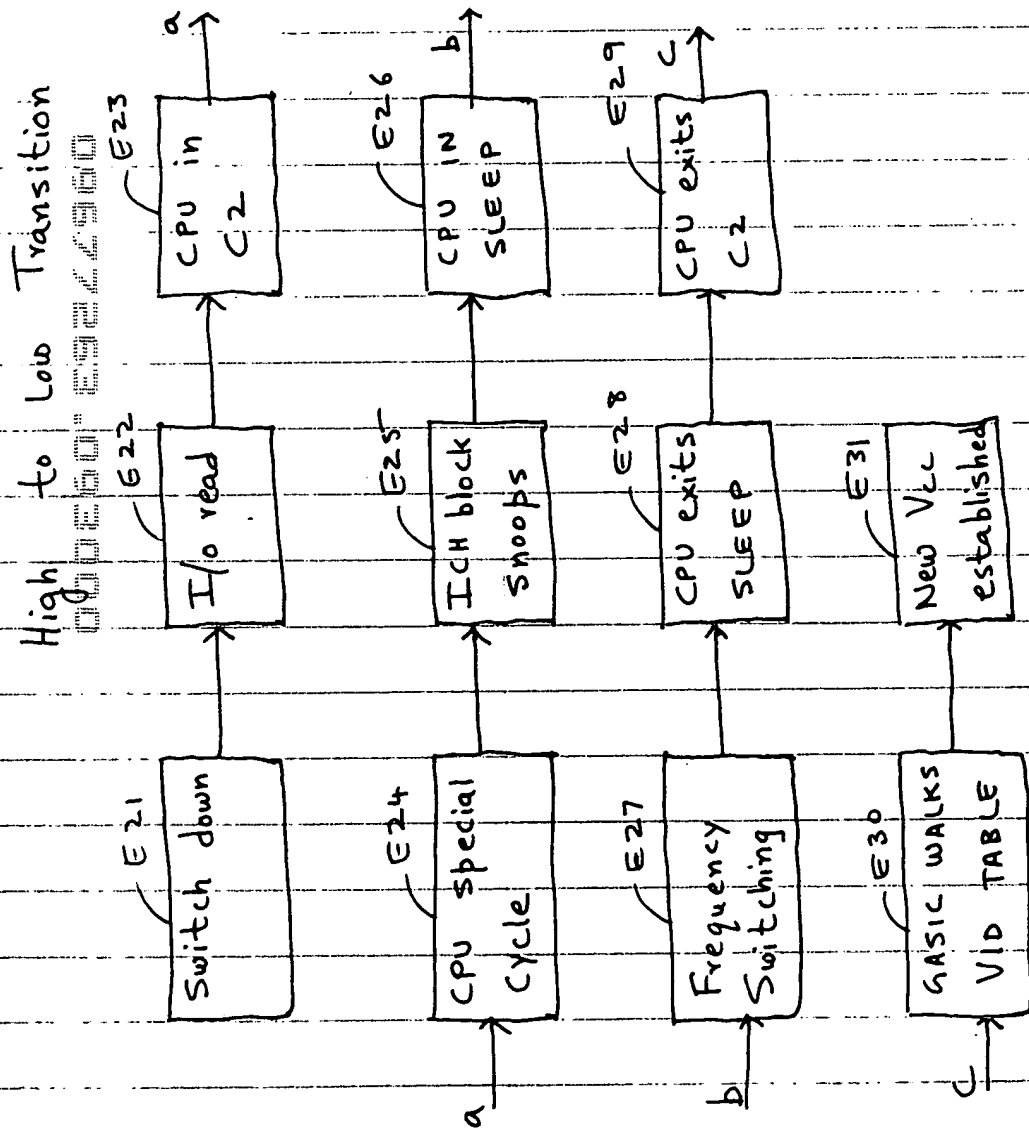 High to Low Transition
09677263.093000
E21
Switch down
E22
I/o read
E23
CPU in
C2
a
a
E24
CPU special
cycle
E25
ICH block
snoops
E26
CPU IN
SLEEP
b
b
E27
Frequency
Switching
E28
CPU exits
SLEEP
E29
CPU exits
C2
c
c
E30
GASIC WALKS
VID TABLE
E31
New Vcc
established